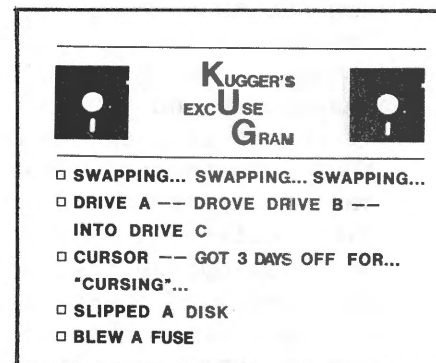 KUGGER'S
EXCUSE
GRAM
□ SWAPPING... SWAPPING... SWAPPING...
□ DRIVE A —— DROVE DRIVE B ——
INTO DRIVE C
□ CURSOR —— GOT 3 DAYS OFF FOR...
"CURSING"...
□ SLIPPED A DISK
□ BLEW A FUSE